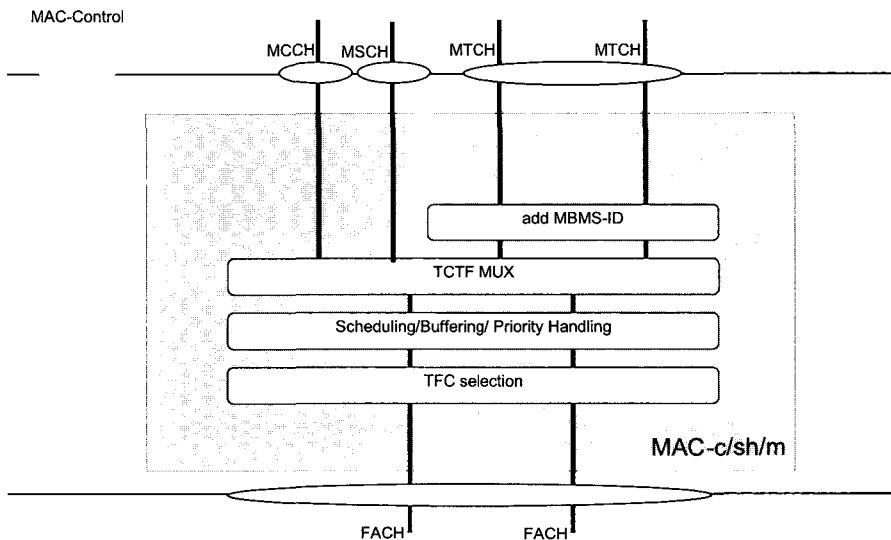 MAC-Control
MCCH
MSCH
MTCH
MTCH
add MBMS-ID
TCTF MUX
Scheduling/Buffering/ Priority Handling
TFC selection
MAC-c/sh/m
FACH
FACH